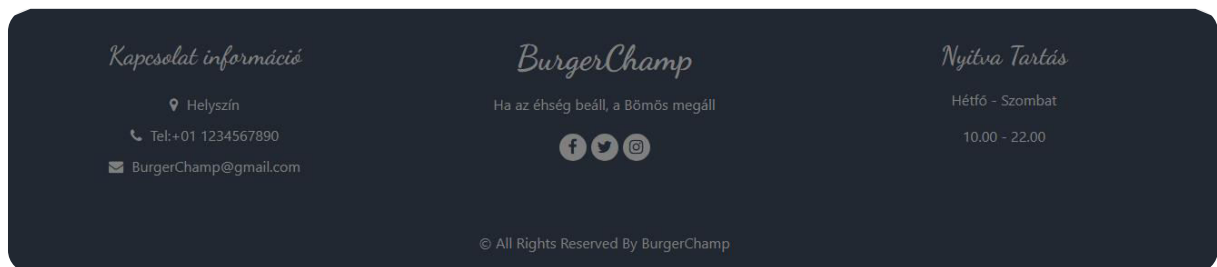 Kapcsolat információ
Helyszín
Tel:+01 1234567890
BurgerChamp@gmail.com
BurgerChamp
Ha az éhség beáll, a Bömös megáll
Nyitva Tartás
Hétfő - Szombat
10.00 - 22.00
© All Rights Reserved By BurgerChamp